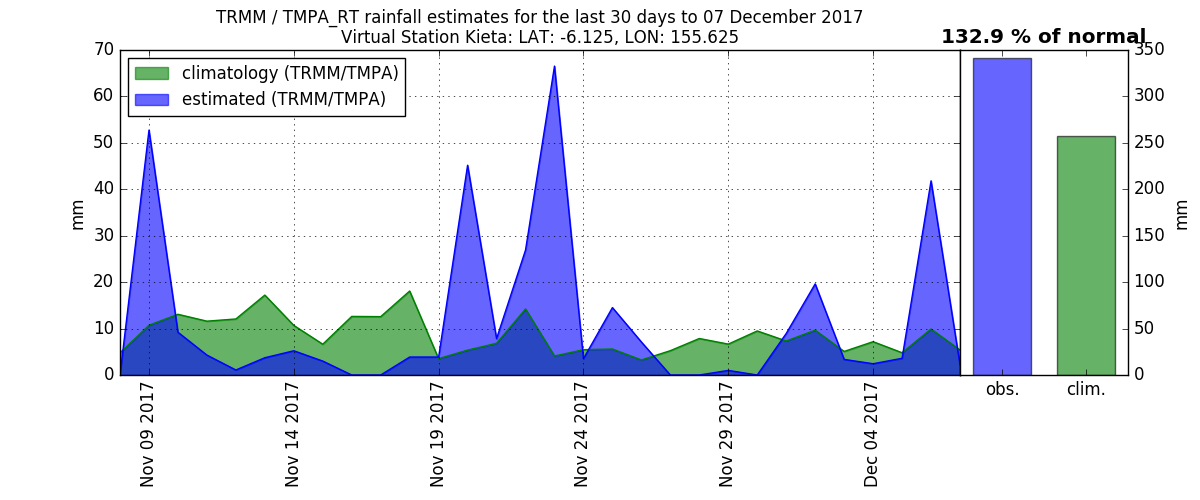 TRMM / TMPA_RT rainfall estimates for the last 30 days to 07 December 2017
Virtual Station Kieta: LAT: -6.125, LON: 155.625
132.9 % of normal
climatology (TRMM/TMPA)
estimated (TRMM/TMPA)
70
60
50
40
30
20
10
0
mm
Nov 09 2017
Nov 14 2017
Nov 19 2017
Nov 24 2017
Nov 29 2017
Dec 04 2017
obs.
clim.
350
300
250
200
150
100
50
0
mm